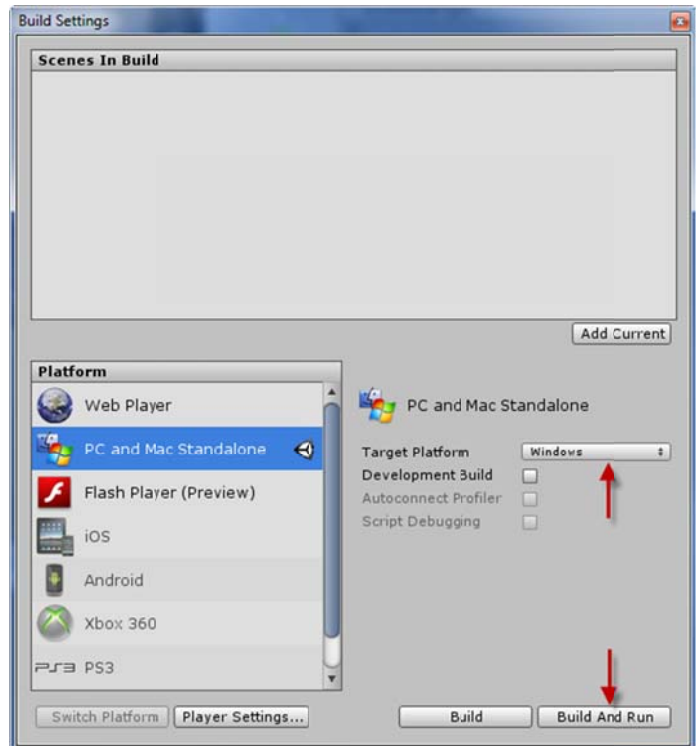 Build Settings
Scenes In Build
Add Current
Platform
Web Player
PC and Mac Standalone
Flash Player (Preview)
iOS
Android
Xbox 360
PS3 PS3
PC and Mac Standalone
Target Platform Windows
Development Build
Autoconnect Profiler
Script Debugging
Switch Platform Player Settings... Build Build And Run